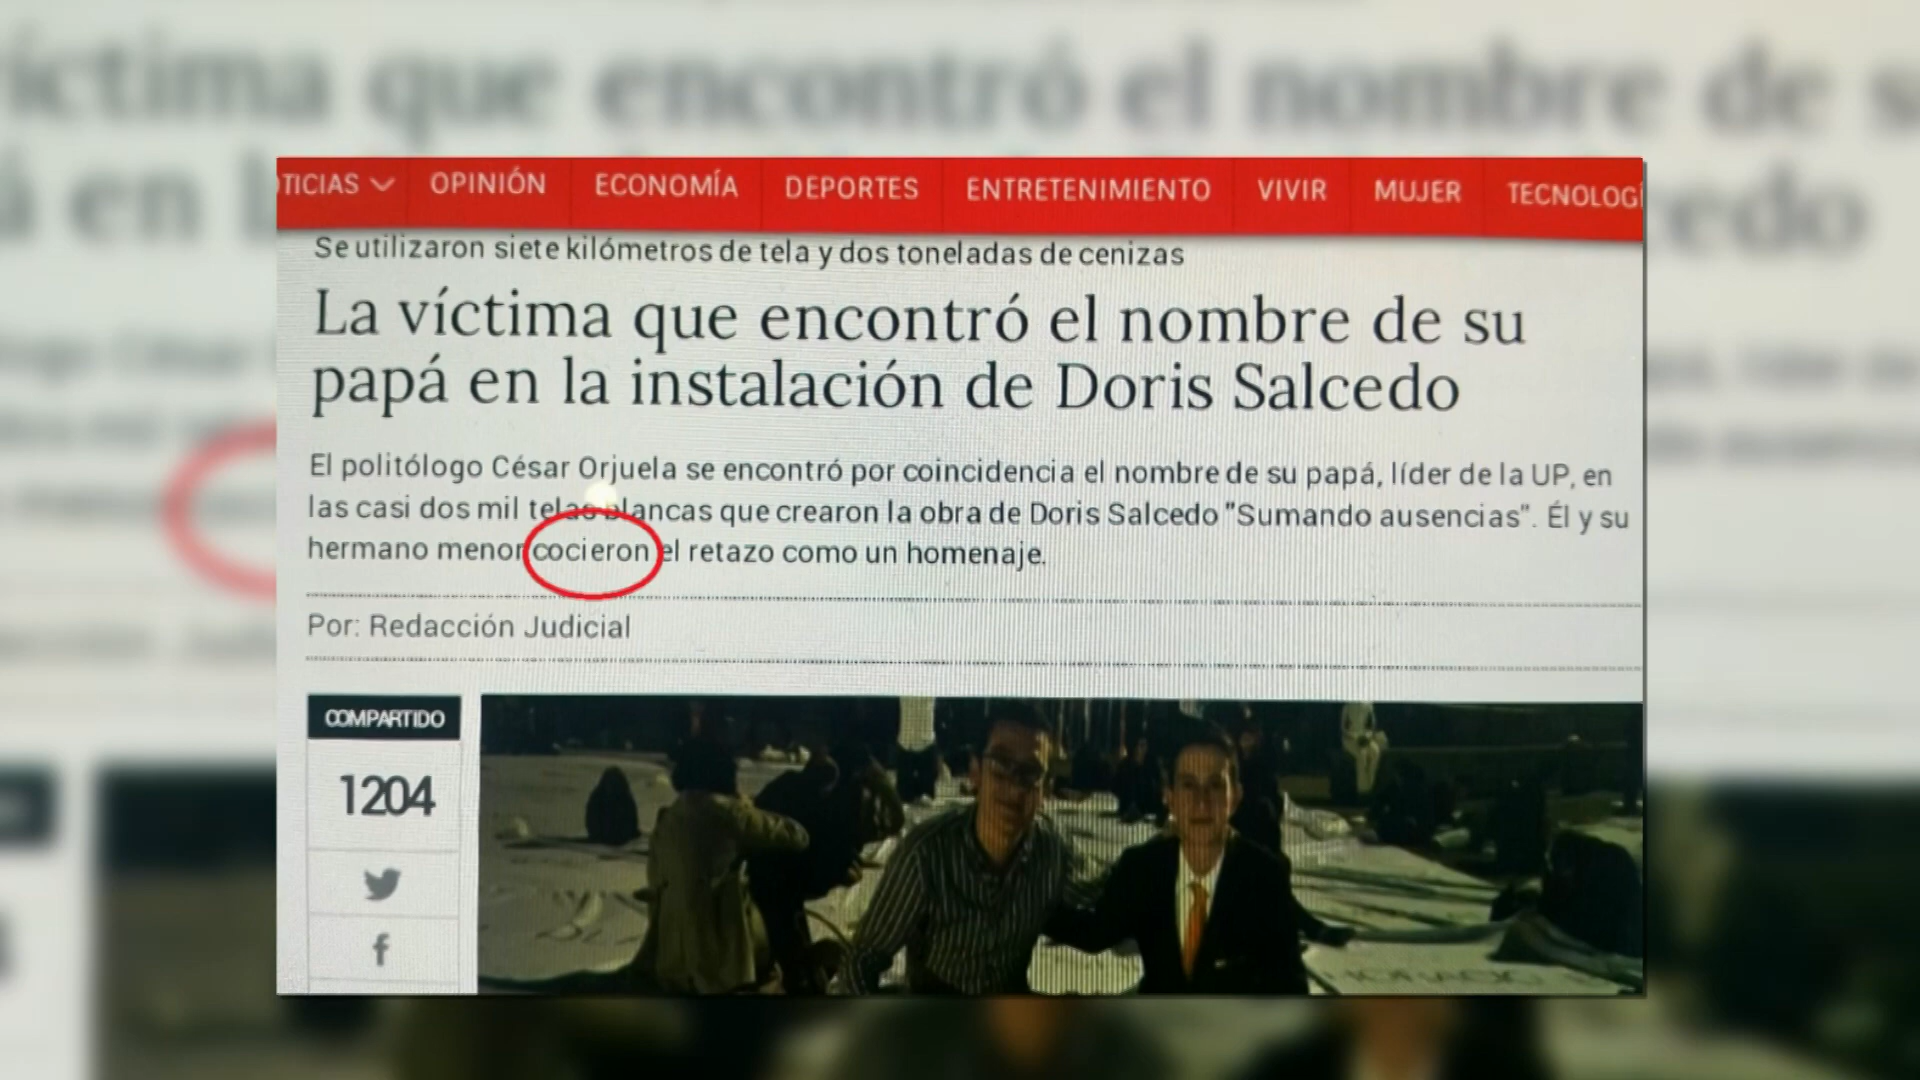 TICIAS OPINIÓN ECONOMÍA DEPORTES ENTRETENIMIENTO VIVIR MUJER TECNOLOGÍ
Se utilizaron siete kilómetros de tela y dos toneladas de cenizas
La víctima que encontró el nombre de su
papá en la instalación de Doris Salcedo
El politólogo César Orjuela se encontró por coincidencia el nombre de su papá, líder de la UP, en
las casi dos mil telas blancas que crearon la obra de Doris Salcedo "Sumando ausencias". Él y su
hermano menor cocieron el retazo como un homenaje.
Por: Redacción Judicial
COMPARTIDO
1204